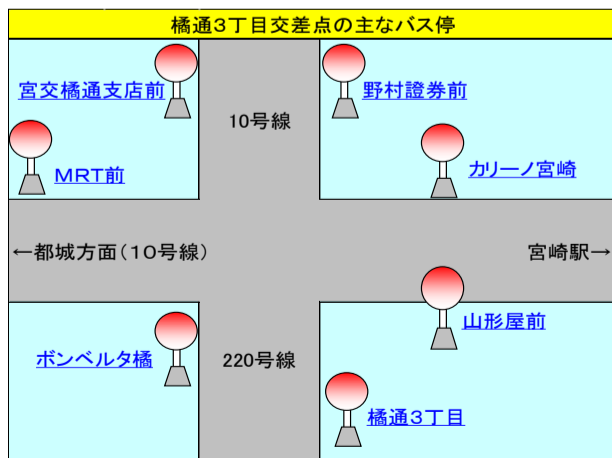 橘通３丁目交差点の主なバス停
宮交橘通支店前
野村證券前
10号線
MRT前
カリーノ宮崎
←都城方面(10号線)
宮崎駅→
山形屋前
ボンベルタ橘
220号線
橘通３丁目